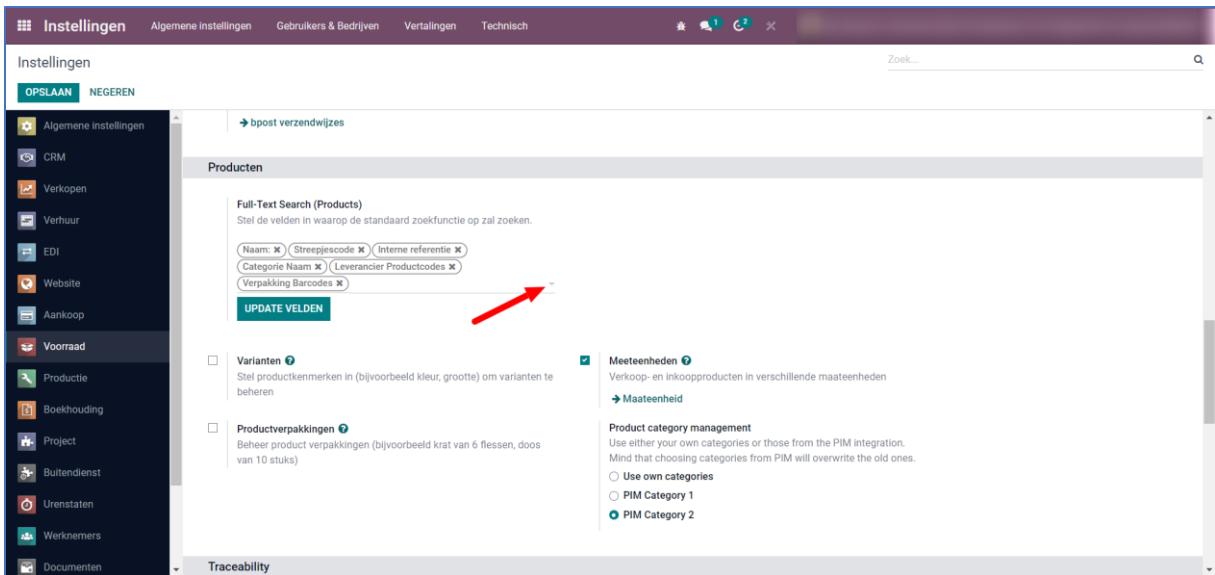 Instellingen Algemene instellingen Gebruikers & Bedrijven Vertalingen Technisch 1 2
Instellingen
Zoek...
OPSLAAN NEGEREN
Algemene instellingen
CRM
Verkopen
Verhuur
EDI
Website
Aankoop
Voorraad
Productie
Boekhouding
Project
Buitendienst
Urenstaten
Werknemers
Documenten
bpost verzendwijzes
Producten
Full-Text Search (Products)
Stel de velden in waarop de standaard zoekfunctie op zal zoeken.
Naam: Streepjescode Interne referentie
Categorie Naam Leverancier Productcodes
Verpakking Barcodes
UPDATE VELDEN
Varianten
Stel productkenmerken in (bijvoorbeeld kleur, grootte) om varianten te
beheren
Meeteenheden
Verkoop- en inkoopproducten in verschillende maateenheden
Maateenheid
Productverpakkingen
Beheer product verpakkingen (bijvoorbeeld krat van 6 flessen, doos
van 10 stuks)
Product category management
Use either your own categories or those from the PIM integration.
Mind that choosing categories from PIM will overwrite the old ones.
Use own categories
PIM Category 1
PIM Category 2
Traceability